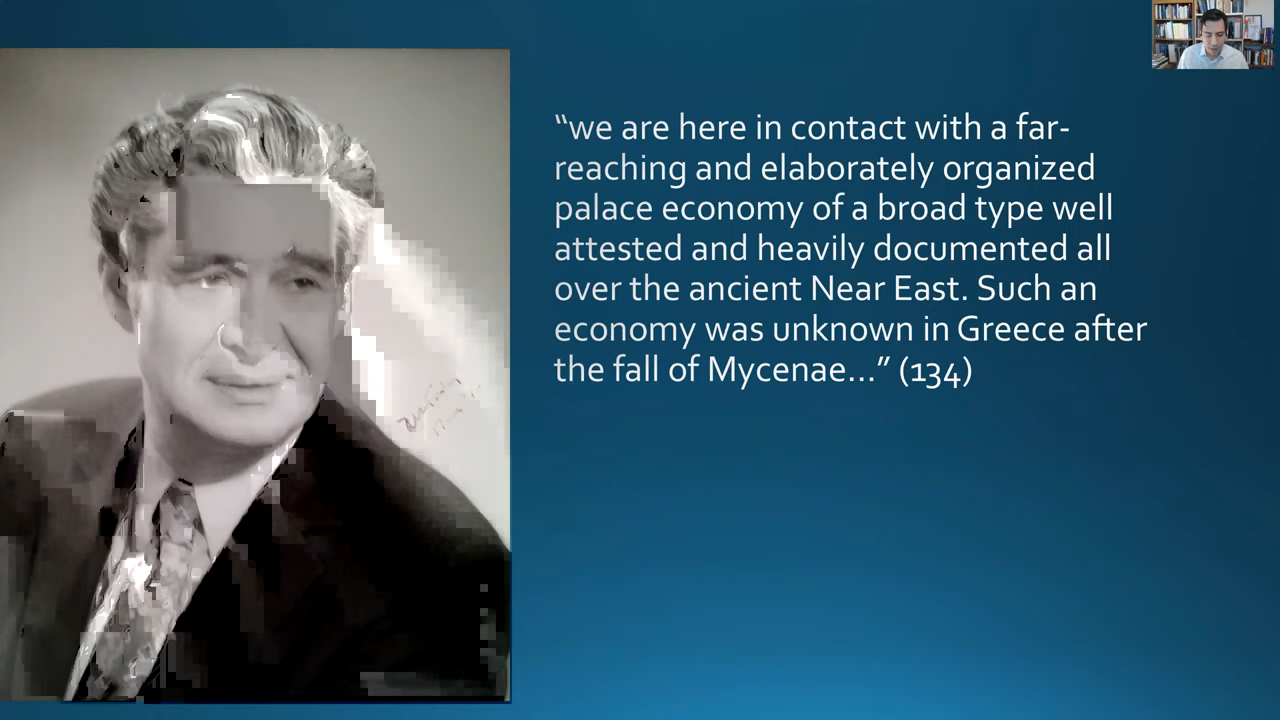 “we are here in contact with a far-
reaching and elaborately organized
palace economy of a broad type well
attested and heavily documented all
over the ancient Near East. Such an
economy was unknown in Greece after
the fall of Mycenae...” (134)